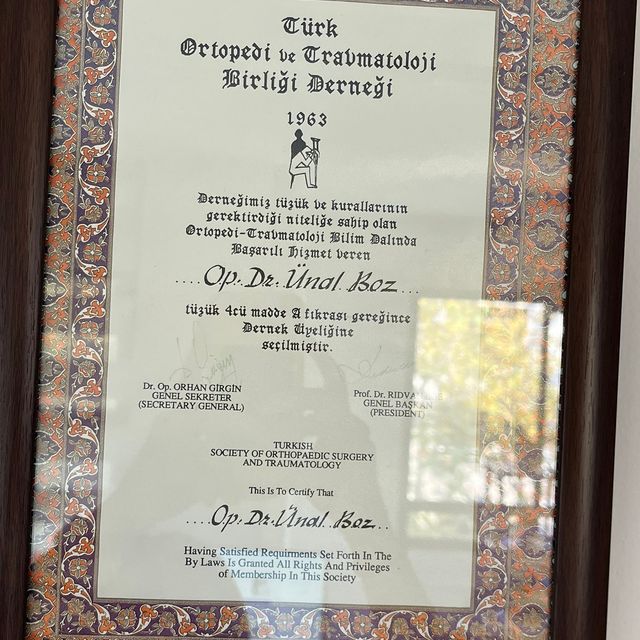 Türk
Ortopedi ve Travmatoloji
Birliği Derneği
1963
Derneğimiz tüzük ve kurallarının
gerektirdiği niteliğe sahip olan
Ortopedi-Travmatoloji Bilim Dalında
Başarılı Hizmet veren
....Op. Dr. Ünal Boz...
tüzük 4cü madde A fıkrası gereğince
Dernek Üyeliğine
seçilmiştir.
Dr. Op. ORHAN GİRGİN
GENEL SEKRETER
(SECRETARY GENERAL)
Prof. Dr.
GENEL BAŞKAN
(PRESIDENT)
TURKISH
SOCIETY OF ORTHOPAEDIC SURGERY
AND TRAUMATOLOGY
This Is To Certify That
....Op. Dr. Ünal Boz..
Having Satisfied Requirments Set Forth In The
By Laws Is Granted All Rights And Privileges
of Membership In This Society